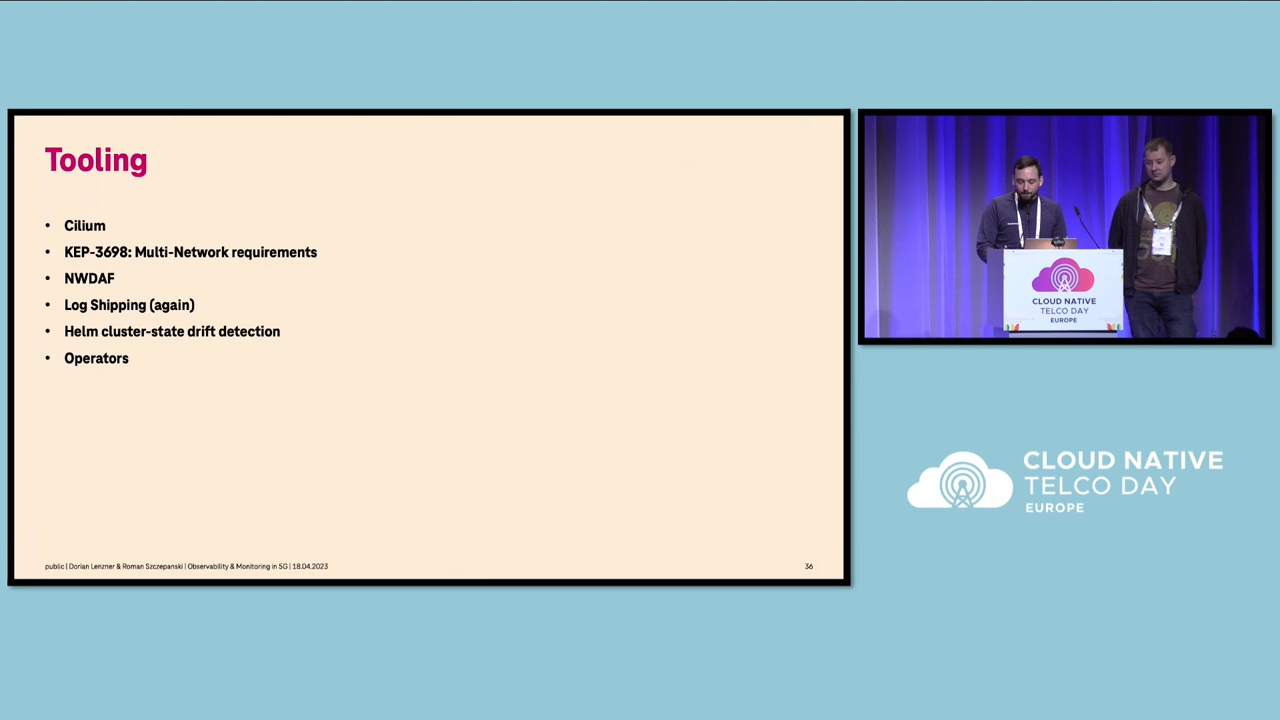 Tooling
• Cilium
• KEP-3698: Multi-Network requirements
• NWDAF
• Log Shipping (again)
• Helm cluster-state drift detection
• Operators
public | Dorian Lenzner & Roman Szczepanski | Observability & Monitoring in 5G | 18.04.2023
36
CLOUD NATIVE
TELCO DAY
EUROPE
CLOUD NATIVE
TELCO DAY
EUROPE